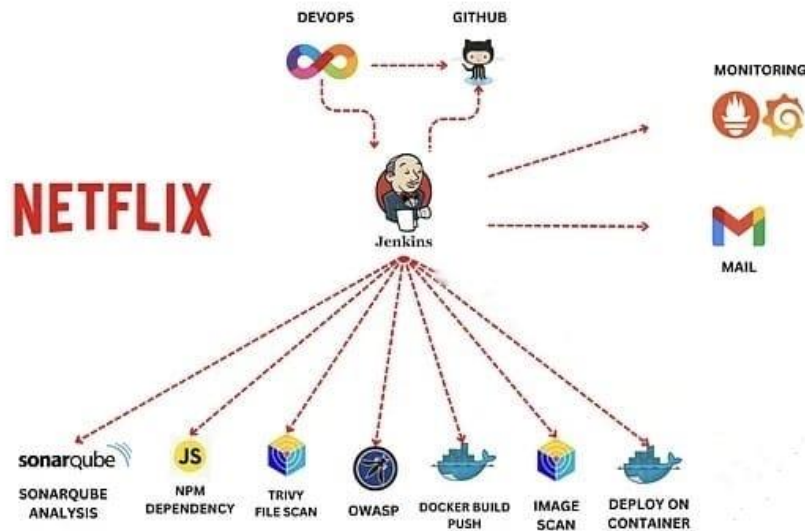 DEVOPS
GITHUB
MONITORING
NETFLIX
Jenkins
MAIL
sonarqube
JS
SONARQUBE
ANALYSIS
NPM
DEPENDENCY
TRIVY
FILE SCAN
OWASP
DOCKER BUILD
PUSH
IMAGE
SCAN
DEPLOY ON
CONTAINER